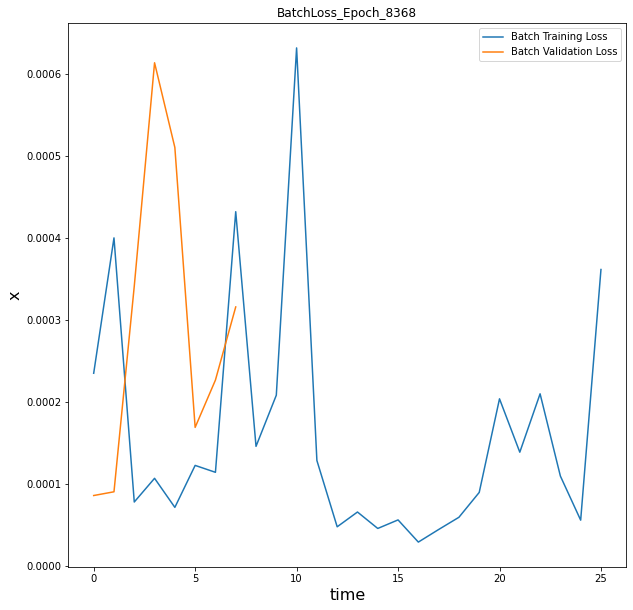 BatchLoss_Epoch_8368
Batch Training Loss
Batch Validation Loss
0.0006
0.0005
0.0004
0.0003
0.0002
0.0001
0.0000
x
0 5 10 15 20 25
time